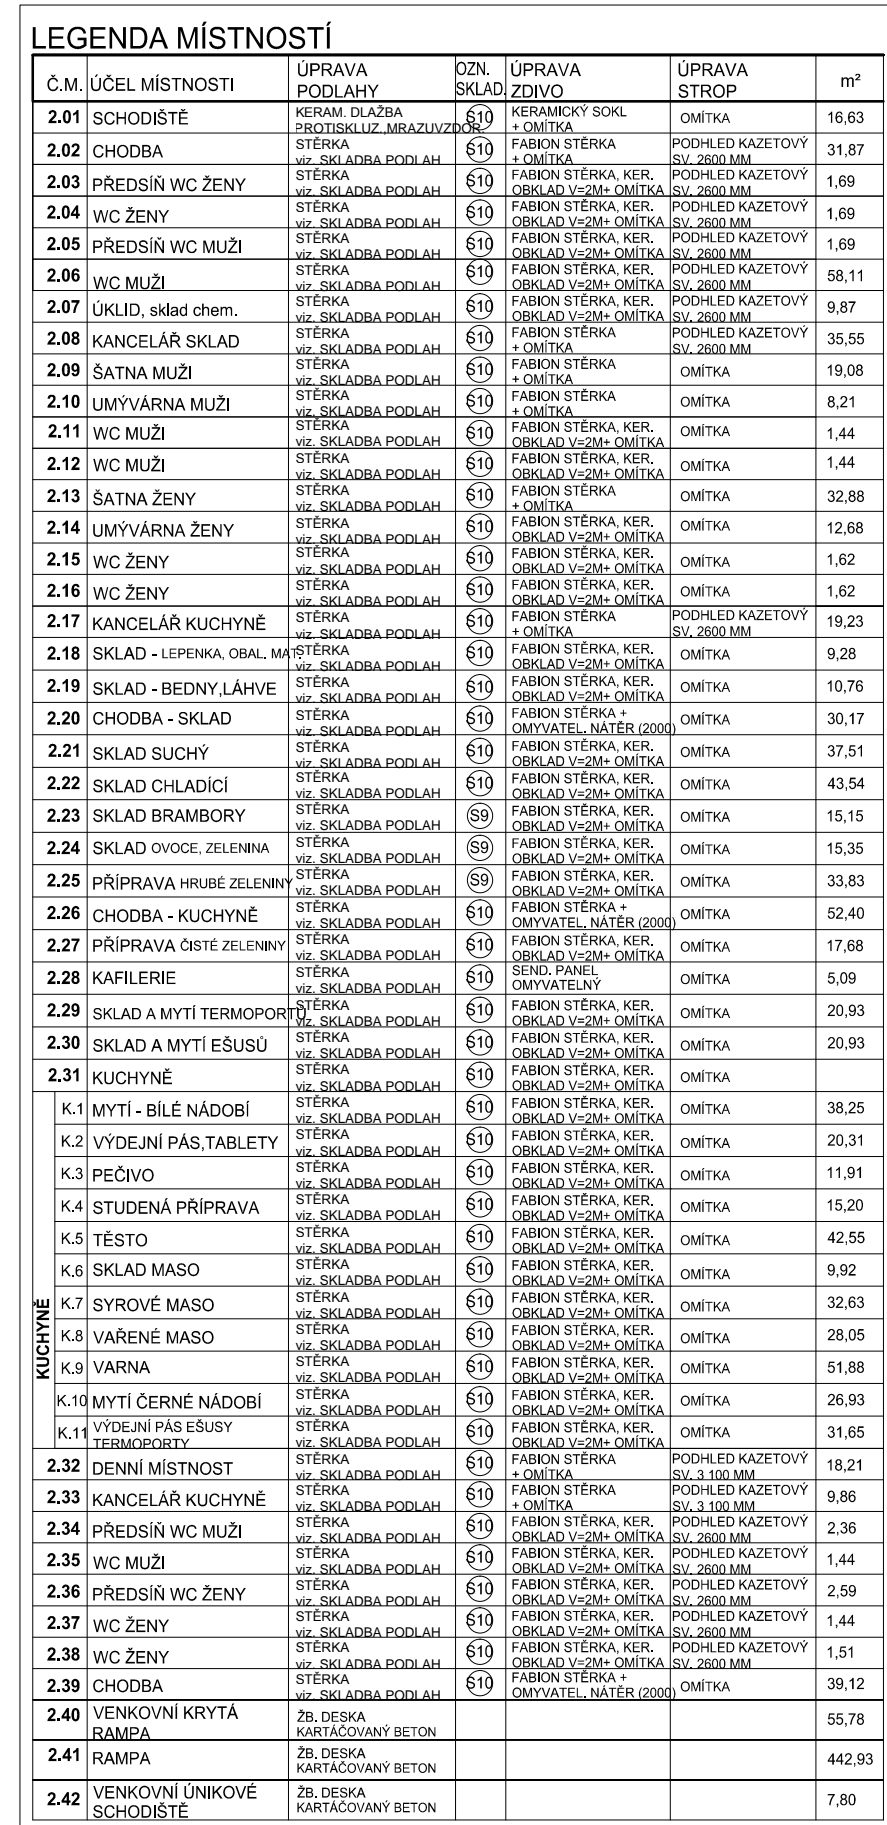 LEGENDA MÍSTNOSTÍ
Č.M. ÚČEL MÍSTNOSTI ÚPRAVA PODLAHY OZN. SKLAD. ÚPRAVA ZDIVO ÚPRAVA STROP m²
2.01 SCHODIŠTĚ KERAM. DLAŽBA PROTISKLUZ.,MRAZUVZDOR. S10 KERAMICKÝ SOKL + OMÍTKA OMÍTKA 16,63
2.02 CHODBA STĚRKA viz. SKLADBA PODLAH S10 FABION STĚRKA + OMÍTKA PODHLED KAZETOVÝ SV. 2600 MM 31,87
2.03 PŘEDSÍŇ WC ŽENY STĚRKA viz. SKLADBA PODLAH S10 FABION STĚRKA, KER. OBKLAD V=2M+ OMÍTKA PODHLED KAZETOVÝ SV. 2600 MM 1,69
2.04 WC ŽENY STĚRKA viz. SKLADBA PODLAH S10 FABION STĚRKA, KER. OBKLAD V=2M+ OMÍTKA PODHLED KAZETOVÝ SV. 2600 MM 1,69
2.05 PŘEDSÍŇ WC MUŽI STĚRKA viz. SKLADBA PODLAH S10 FABION STĚRKA, KER. OBKLAD V=2M+ OMÍTKA PODHLED KAZETOVÝ SV. 2600 MM 1,69
2.06 WC MUŽI STĚRKA viz. SKLADBA PODLAH S10 FABION STĚRKA, KER. OBKLAD V=2M+ OMÍTKA PODHLED KAZETOVÝ SV. 2600 MM 58,11
2.07 ÚKLID, sklad chem. STĚRKA viz. SKLADBA PODLAH S10 FABION STĚRKA, KER. OBKLAD V=2M+ OMÍTKA PODHLED KAZETOVÝ SV. 2600 MM 9,87
2.08 KANCELÁŘ SKLAD STĚRKA viz. SKLADBA PODLAH S10 FABION STĚRKA + OMÍTKA PODHLED KAZETOVÝ SV. 2600 MM 35,55
2.09 ŠATNA MUŽI STĚRKA viz. SKLADBA PODLAH S10 FABION STĚRKA + OMÍTKA OMÍTKA 19,08
2.10 UMÝVÁRNA MUŽI STĚRKA viz. SKLADBA PODLAH S10 FABION STĚRKA + OMÍTKA OMÍTKA 8,21
2.11 WC MUŽI STĚRKA viz. SKLADBA PODLAH S10 FABION STĚRKA, KER. OBKLAD V=2M+ OMÍTKA OMÍTKA 1,44
2.12 WC MUŽI STĚRKA viz. SKLADBA PODLAH S10 FABION STĚRKA, KER. OBKLAD V=2M+ OMÍTKA OMÍTKA 1,44
2.13 ŠATNA ŽENY STĚRKA viz. SKLADBA PODLAH S10 FABION STĚRKA + OMÍTKA OMÍTKA 32,88
2.14 UMÝVÁRNA ŽENY STĚRKA viz. SKLADBA PODLAH S10 FABION STĚRKA, KER. OBKLAD V=2M+ OMÍTKA OMÍTKA 12,68
2.15 WC ŽENY STĚRKA viz. SKLADBA PODLAH S10 FABION STĚRKA, KER. OBKLAD V=2M+ OMÍTKA OMÍTKA 1,62
2.16 WC ŽENY STĚRKA viz. SKLADBA PODLAH S10 FABION STĚRKA, KER. OBKLAD V=2M+ OMÍTKA OMÍTKA 1,62
2.17 KANCELÁŘ KUCHYNĚ STĚRKA viz. SKLADBA PODLAH S10 FABION STĚRKA + OMÍTKA PODHLED KAZETOVÝ SV. 2600 MM 19,23
2.18 SKLAD - LEPENKA, OBAL. MAT. STĚRKA viz. SKLADBA PODLAH S10 FABION STĚRKA, KER. OBKLAD V=2M+ OMÍTKA OMÍTKA 9,28
2.19 SKLAD - BEDNY,LÁHVE STĚRKA viz. SKLADBA PODLAH S10 FABION STĚRKA, KER. OBKLAD V=2M+ OMÍTKA OMÍTKA 10,76
2.20 CHODBA - SKLAD STĚRKA viz. SKLADBA PODLAH S10 FABION STĚRKA + OMYVATEL. NÁTĚR (2000) OMÍTKA 30,17
2.21 SKLAD SUCHÝ STĚRKA viz. SKLADBA PODLAH S10 FABION STĚRKA, KER. OBKLAD V=2M+ OMÍTKA OMÍTKA 37,51
2.22 SKLAD CHLADÍCÍ STĚRKA viz. SKLADBA PODLAH S10 FABION STĚRKA, KER. OBKLAD V=2M+ OMÍTKA OMÍTKA 43,54
2.23 SKLAD BRAMBORY STĚRKA viz. SKLADBA PODLAH S9 FABION STĚRKA, KER. OBKLAD V=2M+ OMÍTKA OMÍTKA 15,15
2.24 SKLAD OVOCE, ZELENINA STĚRKA viz. SKLADBA PODLAH S9 FABION STĚRKA, KER. OBKLAD V=2M+ OMÍTKA OMÍTKA 15,35
2.25 PŘÍPRAVA HRUBÉ ZELENINY STĚRKA viz. SKLADBA PODLAH S9 FABION STĚRKA, KER. OBKLAD V=2M+ OMÍTKA OMÍTKA 33,83
2.26 CHODBA - KUCHYNĚ STĚRKA viz. SKLADBA PODLAH S10 FABION STĚRKA + OMYVATEL. NÁTĚR (2000) OMÍTKA 52,40
2.27 PŘÍPRAVA ČISTÉ ZELENINY STĚRKA viz. SKLADBA PODLAH S10 FABION STĚRKA, KER. OBKLAD V=2M+ OMÍTKA OMÍTKA 17,68
2.28 KAFILERIE STĚRKA viz. SKLADBA PODLAH S10 SEND. PANEL OMYVATELNÝ OMÍTKA 5,09
2.29 SKLAD A MYTÍ TERMOPORTŮ STĚRKA viz. SKLADBA PODLAH S10 FABION STĚRKA, KER. OBKLAD V=2M+ OMÍTKA OMÍTKA 20,93
2.30 SKLAD A MYTÍ EŠUSŮ STĚRKA viz. SKLADBA PODLAH S10 FABION STĚRKA, KER. OBKLAD V=2M+ OMÍTKA OMÍTKA 20,93
2.31 KUCHYNĚ STĚRKA viz. SKLADBA PODLAH S10 FABION STĚRKA, KER. OBKLAD V=2M+ OMÍTKA OMÍTKA
KUCHYNĚ
K.1 MYTÍ - BÍLÉ NÁDOBÍ STĚRKA viz. SKLADBA PODLAH S10 FABION STĚRKA, KER. OBKLAD V=2M+ OMÍTKA OMÍTKA 38,25
K.2 VÝDEJNÍ PÁS,TABLETY STĚRKA viz. SKLADBA PODLAH S10 FABION STĚRKA, KER. OBKLAD V=2M+ OMÍTKA OMÍTKA 20,31
K.3 PEČIVO STĚRKA viz. SKLADBA PODLAH S10 FABION STĚRKA, KER. OBKLAD V=2M+ OMÍTKA OMÍTKA 11,91
K.4 STUDENÁ PŘÍPRAVA STĚRKA viz. SKLADBA PODLAH S10 FABION STĚRKA, KER. OBKLAD V=2M+ OMÍTKA OMÍTKA 15,20
K.5 TĚSTO STĚRKA viz. SKLADBA PODLAH S10 FABION STĚRKA, KER. OBKLAD V=2M+ OMÍTKA OMÍTKA 42,55
K.6 SKLAD MASO STĚRKA viz. SKLADBA PODLAH S10 FABION STĚRKA, KER. OBKLAD V=2M+ OMÍTKA OMÍTKA 9,92
K.7 SYROVÉ MASO STĚRKA viz. SKLADBA PODLAH S10 FABION STĚRKA, KER. OBKLAD V=2M+ OMÍTKA OMÍTKA 32,63
K.8 VAŘENÉ MASO STĚRKA viz. SKLADBA PODLAH S10 FABION STĚRKA, KER. OBKLAD V=2M+ OMÍTKA OMÍTKA 28,05
K.9 VARNA STĚRKA viz. SKLADBA PODLAH S10 FABION STĚRKA, KER. OBKLAD V=2M+ OMÍTKA OMÍTKA 51,88
K.10 MYTÍ ČERNÉ NÁDOBÍ STĚRKA viz. SKLADBA PODLAH S10 FABION STĚRKA, KER. OBKLAD V=2M+ OMÍTKA OMÍTKA 26,93
K.11 VÝDEJNÍ PÁS EŠUSY TERMOPORTY STĚRKA viz. SKLADBA PODLAH S10 FABION STĚRKA, KER. OBKLAD V=2M+ OMÍTKA OMÍTKA 31,65
2.32 DENNÍ MÍSTNOST STĚRKA viz. SKLADBA PODLAH S10 FABION STĚRKA + OMÍTKA PODHLED KAZETOVÝ SV. 3 100 MM 18,21
2.33 KANCELÁŘ KUCHYNĚ STĚRKA viz. SKLADBA PODLAH S10 FABION STĚRKA + OMÍTKA PODHLED KAZETOVÝ SV. 3 100 MM 9,86
2.34 PŘEDSÍŇ WC MUŽI STĚRKA viz. SKLADBA PODLAH S10 FABION STĚRKA, KER. OBKLAD V=2M+ OMÍTKA PODHLED KAZETOVÝ SV. 2600 MM 2,36
2.35 WC MUŽI STĚRKA viz. SKLADBA PODLAH S10 FABION STĚRKA, KER. OBKLAD V=2M+ OMÍTKA PODHLED KAZETOVÝ SV. 2600 MM 1,44
2.36 PŘEDSÍŇ WC ŽENY STĚRKA viz. SKLADBA PODLAH S10 FABION STĚRKA, KER. OBKLAD V=2M+ OMÍTKA PODHLED KAZETOVÝ SV. 2600 MM 2,59
2.37 WC ŽENY STĚRKA viz. SKLADBA PODLAH S10 FABION STĚRKA, KER. OBKLAD V=2M+ OMÍTKA PODHLED KAZETOVÝ SV. 2600 MM 1,44
2.38 WC ŽENY STĚRKA viz. SKLADBA PODLAH S10 FABION STĚRKA, KER. OBKLAD V=2M+ OMÍTKA PODHLED KAZETOVÝ SV. 2600 MM 1,51
2.39 CHODBA STĚRKA viz. SKLADBA PODLAH S10 FABION STĚRKA + OMYVATEL. NÁTĚR (2000) OMÍTKA 39,12
2.40 VENKOVNÍ KRYTÁ RAMPA ŽB. DESKA KARTÁČOVANÝ BETON 55,78
2.41 RAMPA ŽB. DESKA KARTÁČOVANÝ BETON 442,93
2.42 VENKOVNÍ ÚNIKOVÉ SCHODIŠTĚ ŽB. DESKA KARTÁČOVANÝ BETON 7,80